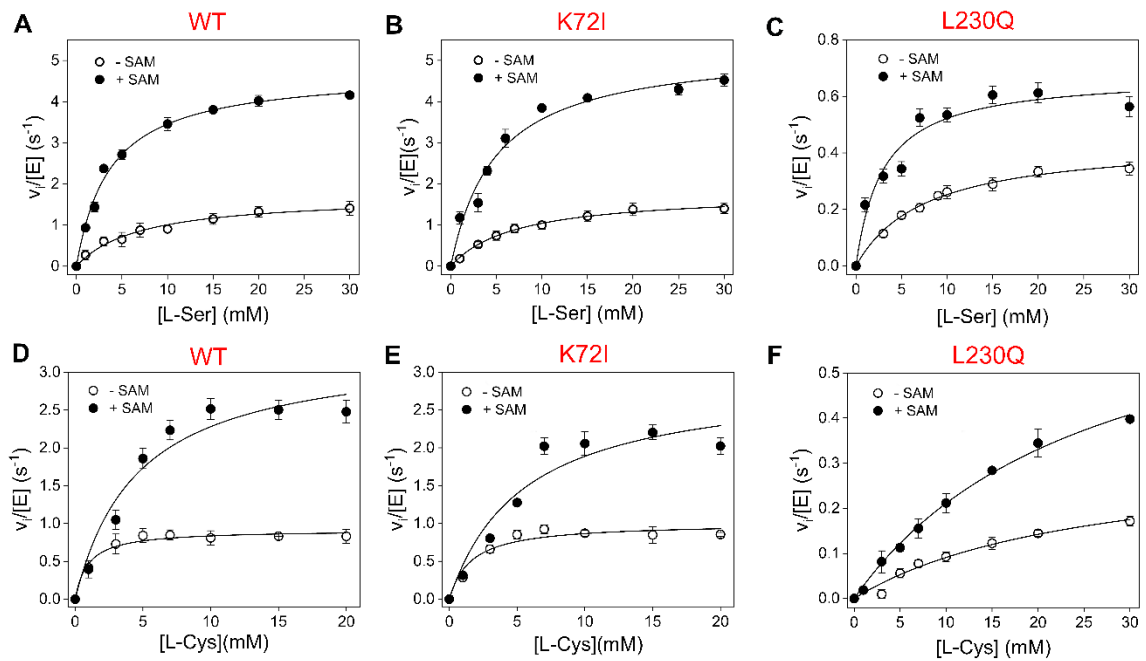 A
WT
- SAM
+ SAM
vᵢ/[E] (s⁻¹)
5
4
3
2
1
0
0 5 10 15 20 25 30
[L-Ser] (mM)
B
K72I
- SAM
+ SAM
vᵢ/[E](s⁻¹)
5
4
3
2
1
0
0 5 10 15 20 25 30
[L-Ser] (mM)
C
L230Q
- SAM
+ SAM
vᵢ/[E] (s⁻¹)
0.8
0.6
0.4
0.2
0.0
0 5 10 15 20 25 30
[L-Ser] (mM)
D
WT
- SAM
+ SAM
vᵢ/[E] (s⁻¹)
3.0
2.5
2.0
1.5
1.0
0.5
0.0
0 5 10 15 20
[L-Cys](mM)
E
K72I
- SAM
+ SAM
vᵢ/[E] (s⁻¹)
3.0
2.5
2.0
1.5
1.0
0.5
0.0
0 5 10 15 20
[L-Cys](mM)
F
L230Q
- SAM
+ SAM
vᵢ/[E] (s⁻¹)
0.5
0.4
0.3
0.2
0.1
0.0
0 5 10 15 20 25 30
[L-Cys] (mM)